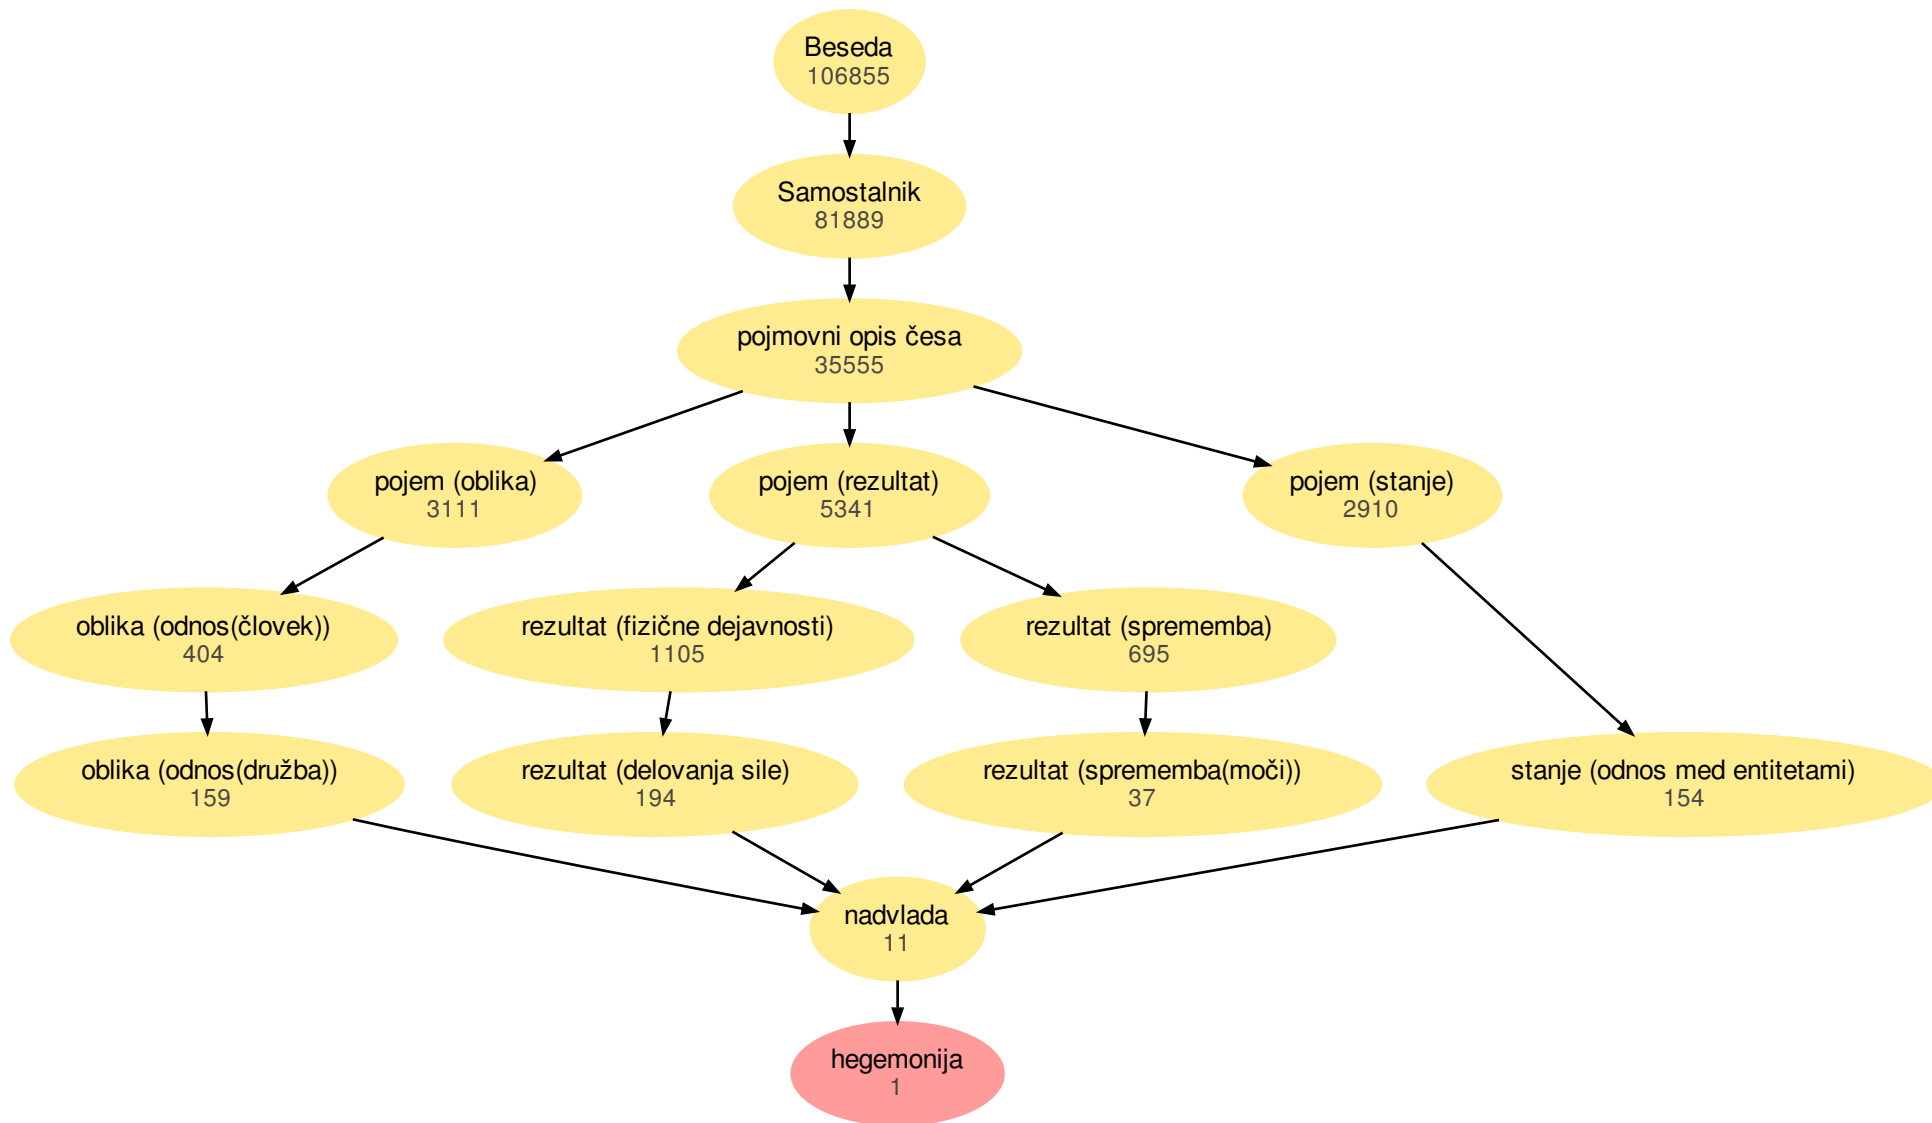 Beseda
106855
Samostalnik
81889
pojmovni opis česa
35555
pojem (oblika)
3111
pojem (rezultat)
5341
pojem (stanje)
2910
oblika (odnos(človek))
404
rezultat (fizične dejavnosti)
1105
rezultat (sprememba)
695
oblika (odnos(družba))
159
rezultat (delovanja sile)
194
rezultat (sprememba(moči))
37
stanje (odnos med entitetami)
154
nadvlada
11
hegemonija
1